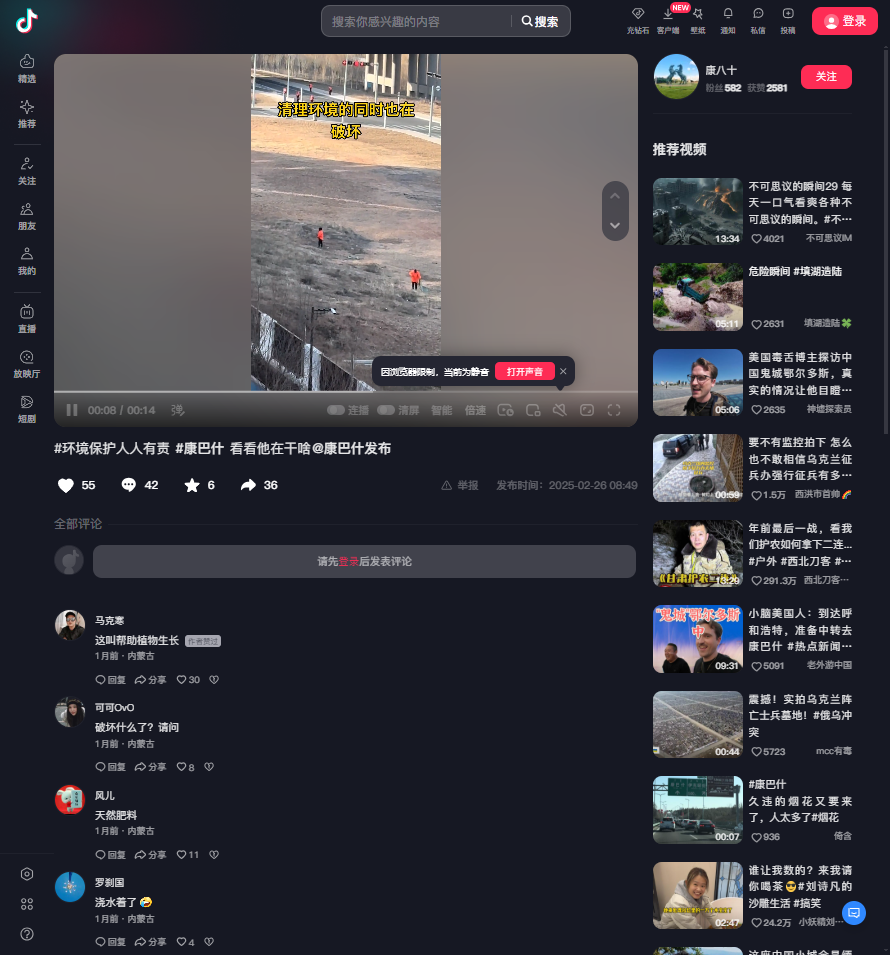 搜索你感兴趣的内容
搜索
充钻石
客户端
NEW
壁纸
通知
私信
投稿
登录
精选
推荐
关注
朋友
我的
直播
放映厅
短剧
清理环境的同时也在
破坏
因浏览器限制，当前为静音
打开声音
00:08 / 00:14
弹
连播
清屏
智能
倍速
#环境保护人人有责 #康巴什 看看他在干啥@康巴什发布
55
42
6
36
举报
发布时间：2025-02-26 08:49
全部评论
请先登录后发表评论
马克寒
这叫帮助植物生长 作者赞过
1月前 · 内蒙古
回复 分享 30
可可OvO
破坏什么了？请问
1月前 · 内蒙古
回复 分享 8
风儿
天然肥料
1月前 · 内蒙古
回复 分享 11
罗刹国
浇水着了🤣
1月前 · 内蒙古
回复 分享 4
康八十
粉丝582 获赞2581
关注
推荐视频
13:34
不可思议的瞬间29 每
天一口气看爽各种不
可思议的瞬间。#不…
4021 不可思议IM
05:11
危险瞬间 #填湖造陆
2631 填湖造陆🍀
05:06
美国毒舌博主探访中
国鬼城鄂尔多斯，真
实的情况让他目瞪…
2635 神墟探索员
00:59
要不有监控拍下 怎么
也不敢相信乌克兰征
兵办强行征兵有多…
1.5万 西洪市首帅🌈
年前最后一战，看我
们护农如何拿下二连...
#户外 #西北刀客 #…
291.3万 西北刀客…
"鬼城"鄂尔多斯
中
09:31
小脑美国人：到达呼
和浩特，准备中转去
康巴什 #热点新闻…
5091 老外游中国
00:44
震撼！实拍乌克兰阵
亡士兵墓地！#俄乌冲
突
5723 mcc有毒
00:07
#康巴什
久违的烟花又要来
了，人太多了#烟花
936 倚含
02:47
谁让我数的？来我请
你喝茶😎#刘诗凡的
沙雕生活 #搞笑
24.2万 小妖精刘…